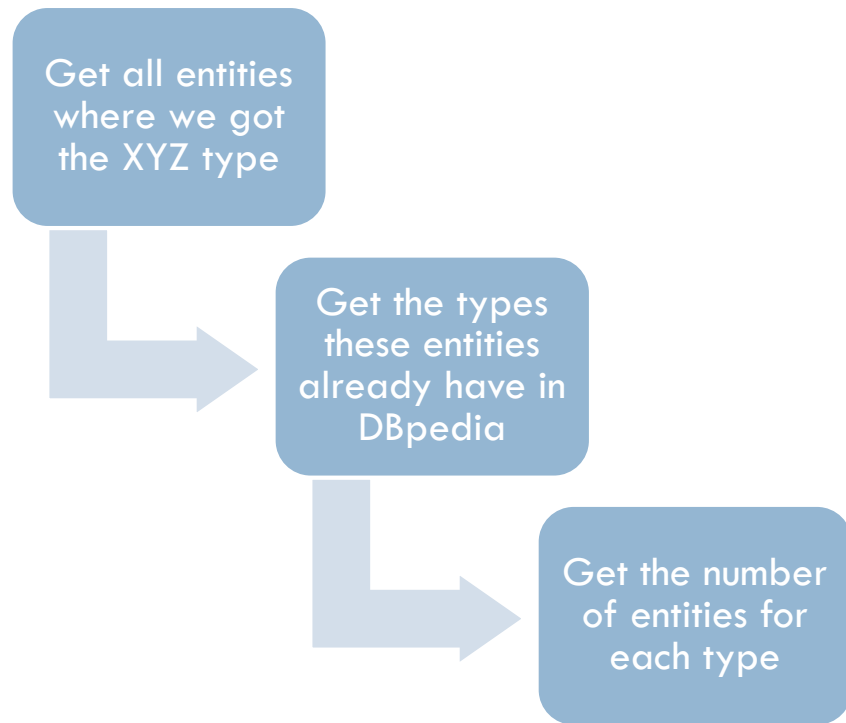 Get all entities
where we got
the XYZ type
Get the types
these entities
already have in
DBpedia
Get the number
of entities for
each type